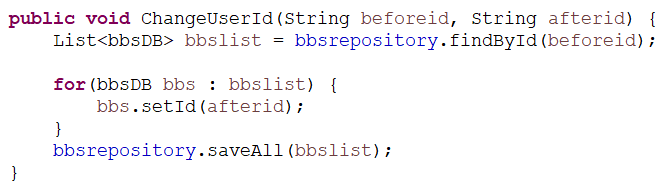 public void ChangeUserId(String beforeid, String afterid) {
    List<bbsDB> bbslist = bbsrepository.findById(beforeid);

    for(bbsDB bbs : bbslist) {
        bbs.setId(afterid);
    }
    bbsrepository.saveAll(bbslist);
}